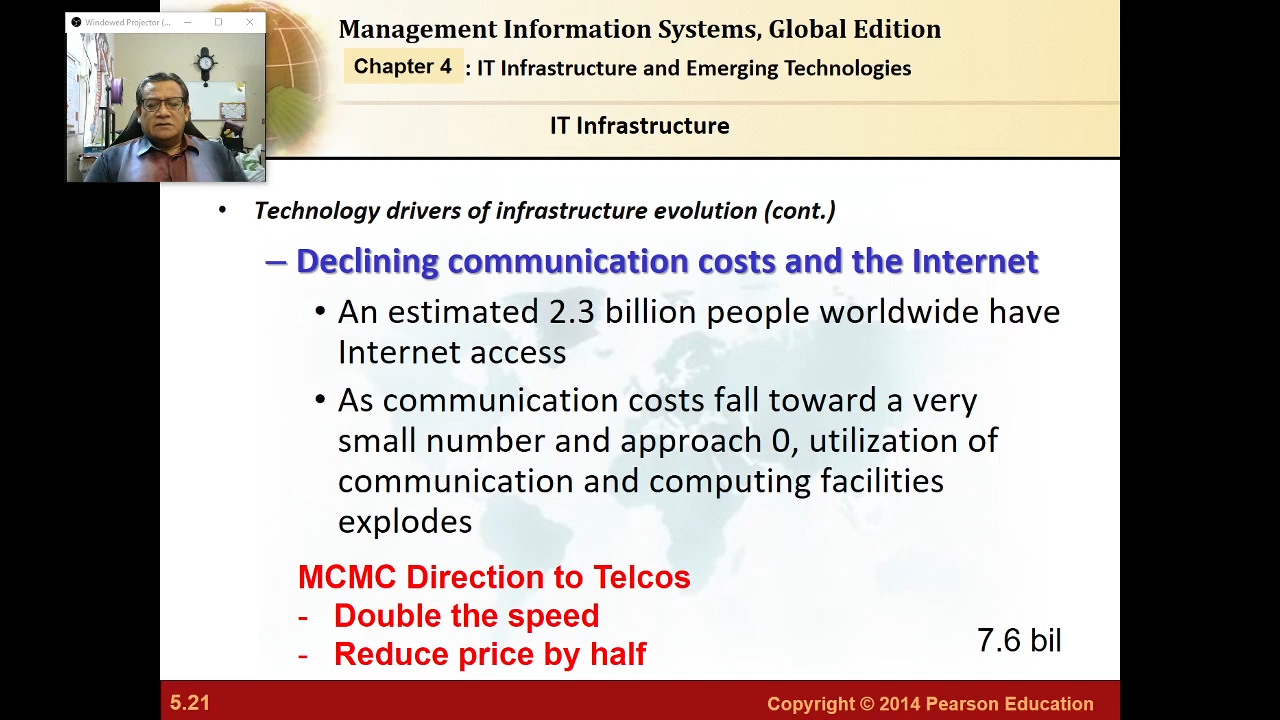 Windowed Projector (...
Management Information Systems, Global Edition
Chapter 4 : IT Infrastructure and Emerging Technologies
IT Infrastructure
• Technology drivers of infrastructure evolution (cont.)
– Declining communication costs and the Internet
• An estimated 2.3 billion people worldwide have
Internet access
• As communication costs fall toward a very
small number and approach 0, utilization of
communication and computing facilities
explodes
MCMC Direction to Telcos
- Double the speed
- Reduce price by half
7.6 bil
5.21
Copyright © 2014 Pearson Education